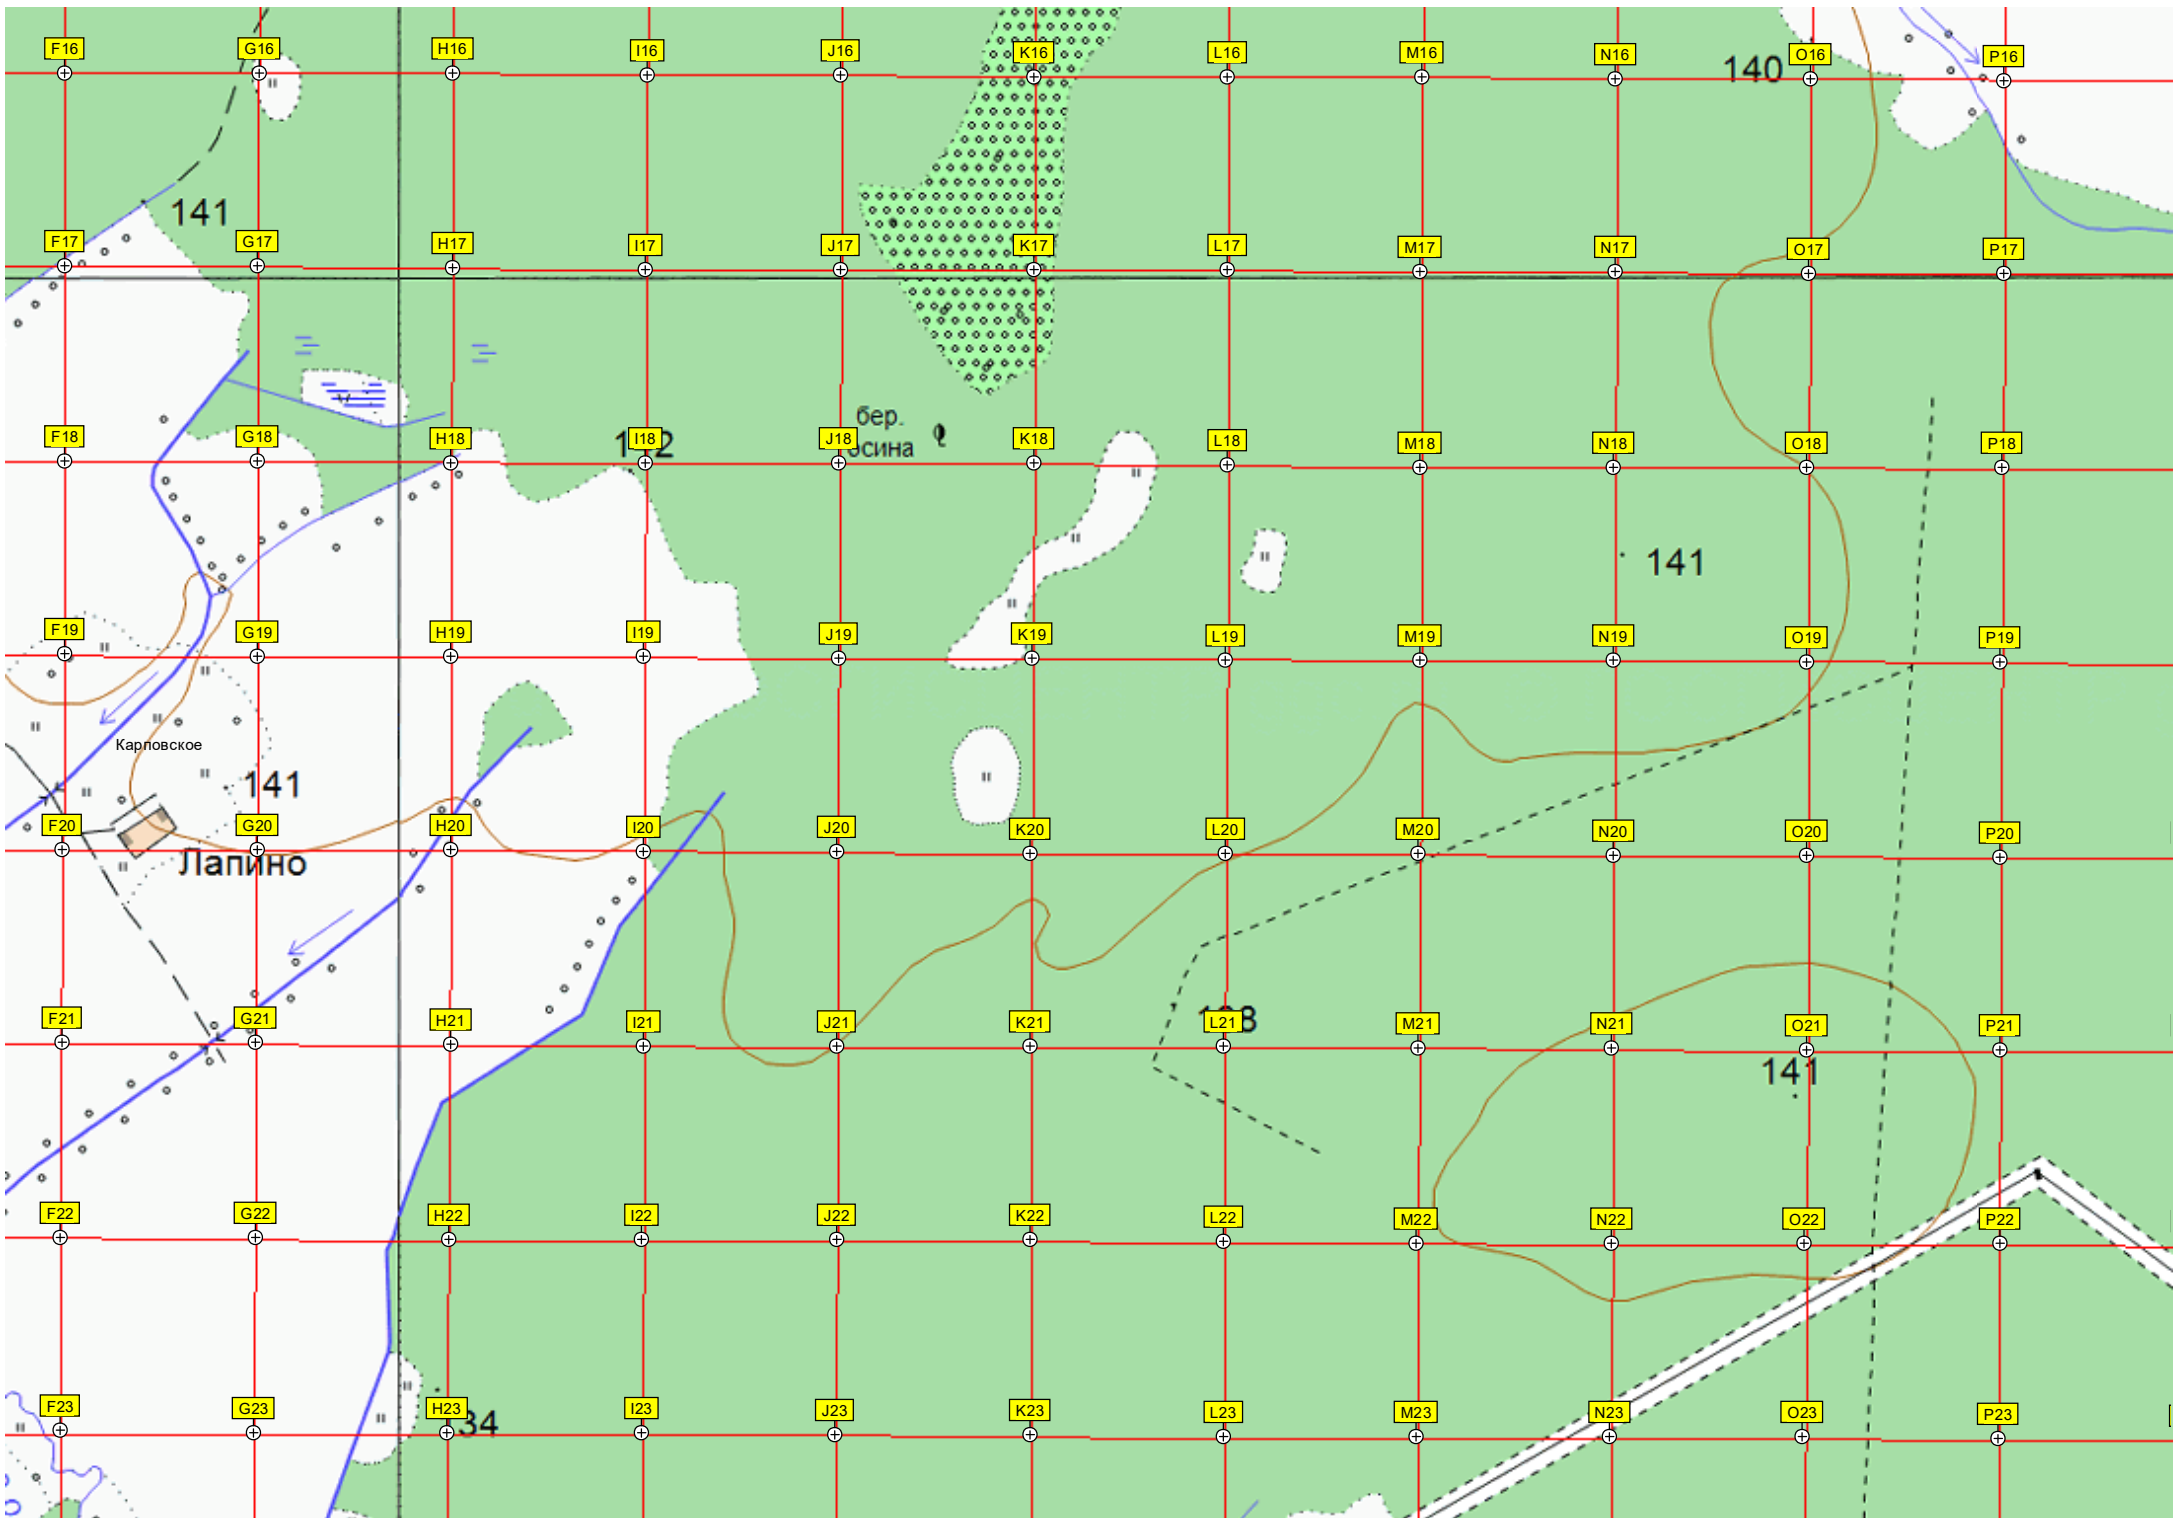 F16 G16 H16 I16 J16 K16 L16 M16 N16 O16 P16
140
141
F17 G17 H17 I17 J17 K17 L17 M17 N17 O17 P17
бер.
F18 G18 H18 I18 J18 K18 L18 M18 N18 O18 P18
141
F19 G19 H19 I19 J19 K19 L19 M19 N19 O19 P19
Карловское
141
F20 G20 H20 I20 J20 K20 L20 M20 N20 O20 P20
Лапино
F21 G21 H21 I21 J21 K21 L21 M21 N21 O21 P21
141
F22 G22 H22 I22 J22 K22 L22 M22 N22 O22 P22
F23 G23 H23 I23 J23 K23 L23 M23 N23 O23 P23
34